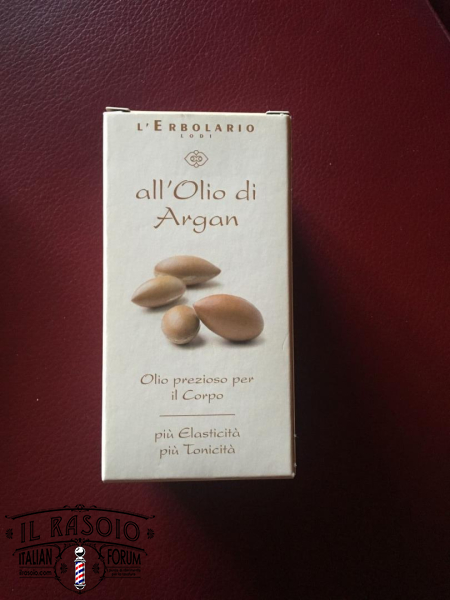 L'ERBOLARIO
LODI
all'Olio di
Argan
Olio prezioso per
il Corpo
più Elasticità
più Tonicità
IL RASOIO
ITALIAN FORUM